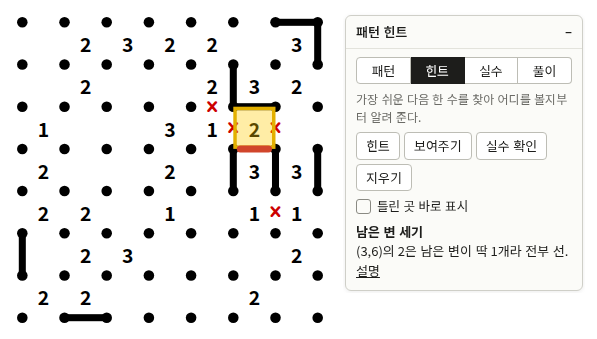 2 3 2 2 3
2 2 3 2
1 3 1 2
2 2 3 3
2 2 1 1 1
2 3 2
2 2 2
패턴 힌트 −
패턴 힌트 실수 풀이
가장 쉬운 다음 한 수를 찾아 어디를 볼지부
터 알려 준다.
힌트 보여주기 실수 확인
지우기
틀린 곳 바로 표시
남은 변 세기
(3,6)의 2은 남은 변이 딱 1개라 전부 선.
설명